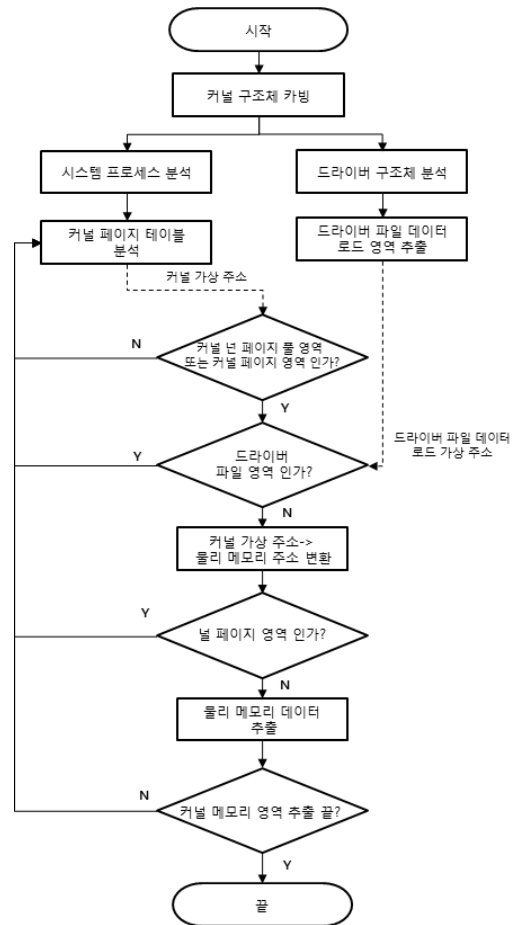 시작
커널 구조체 카빙
시스템 프로세스 분석
드라이버 구조체 분석
커널 페이지 테이블
분석
드라이버 파일 데이터
로드 영역 추출
커널 가상 주소
N
커널 넌 페이지 풀 영역
또는 커널 페이지 영역 인가?
Y
드라이버 파일 데이터
로드 가상 주소
Y
드라이버
파일 영역 인가?
N
커널 가상 주소->
물리 메모리 주소 변환
Y
널 페이지 영역 인가?
N
물리 메모리 데이터
추출
N
커널 메모리 영역 추출 끝?
Y
끝